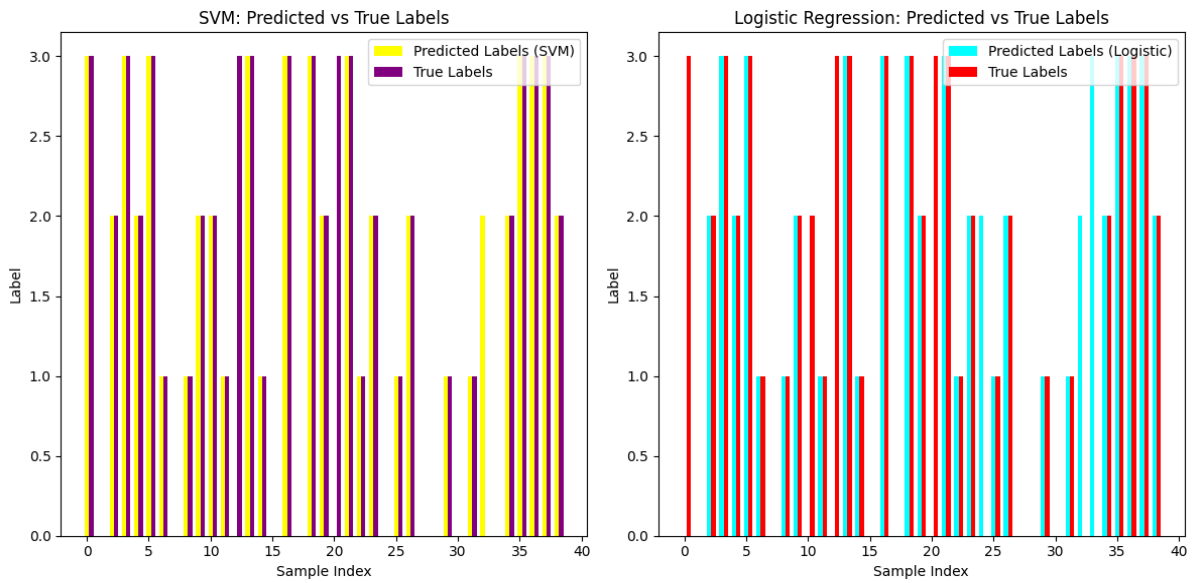 SVM: Predicted vs True Labels
Predicted Labels (SVM)
True Labels
3.0
2.5
2.0
1.5
1.0
0.5
0.0
Label
0 5 10 15 20 25 30 35 40
Sample Index
Logistic Regression: Predicted vs True Labels
Predicted Labels (Logistic)
True Labels
3.0
2.5
2.0
1.5
1.0
0.5
0.0
Label
0 5 10 15 20 25 30 35 40
Sample Index